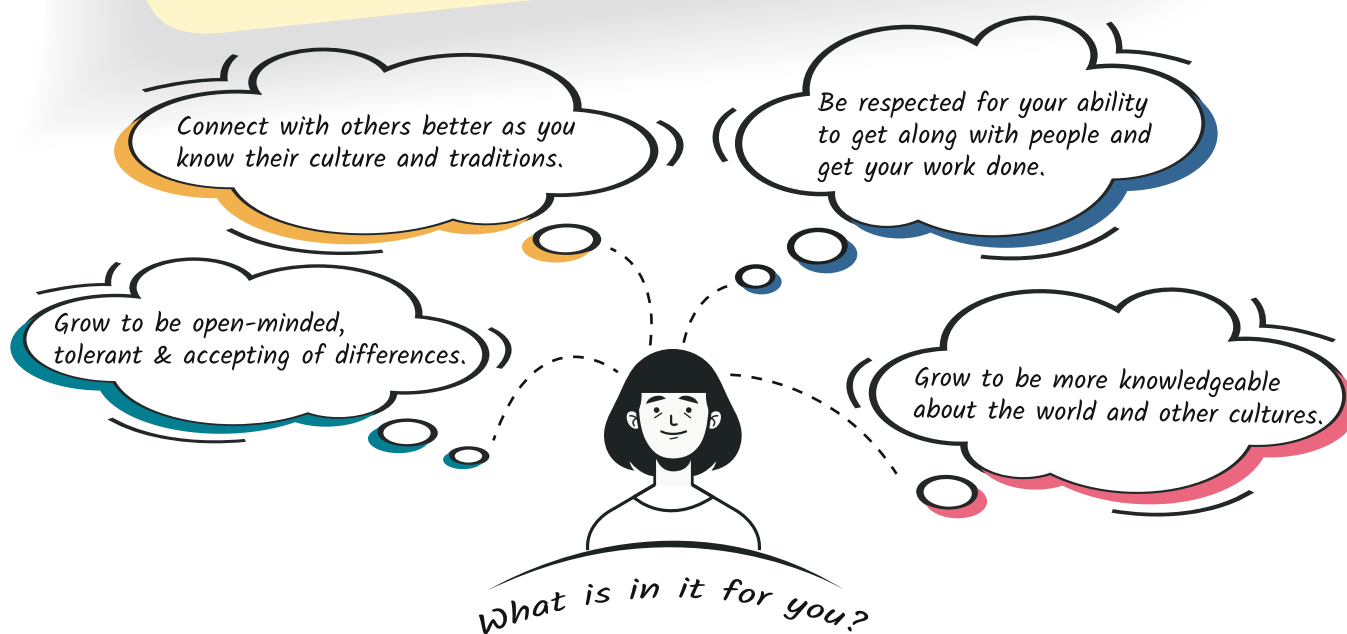 Connect with others better as you
know their culture and traditions.
Be respected for your ability
to get along with people and
get your work done.
Grow to be open-minded,
tolerant & accepting of differences.
Grow to be more knowledgeable
about the world and other cultures.
What is in it for you?